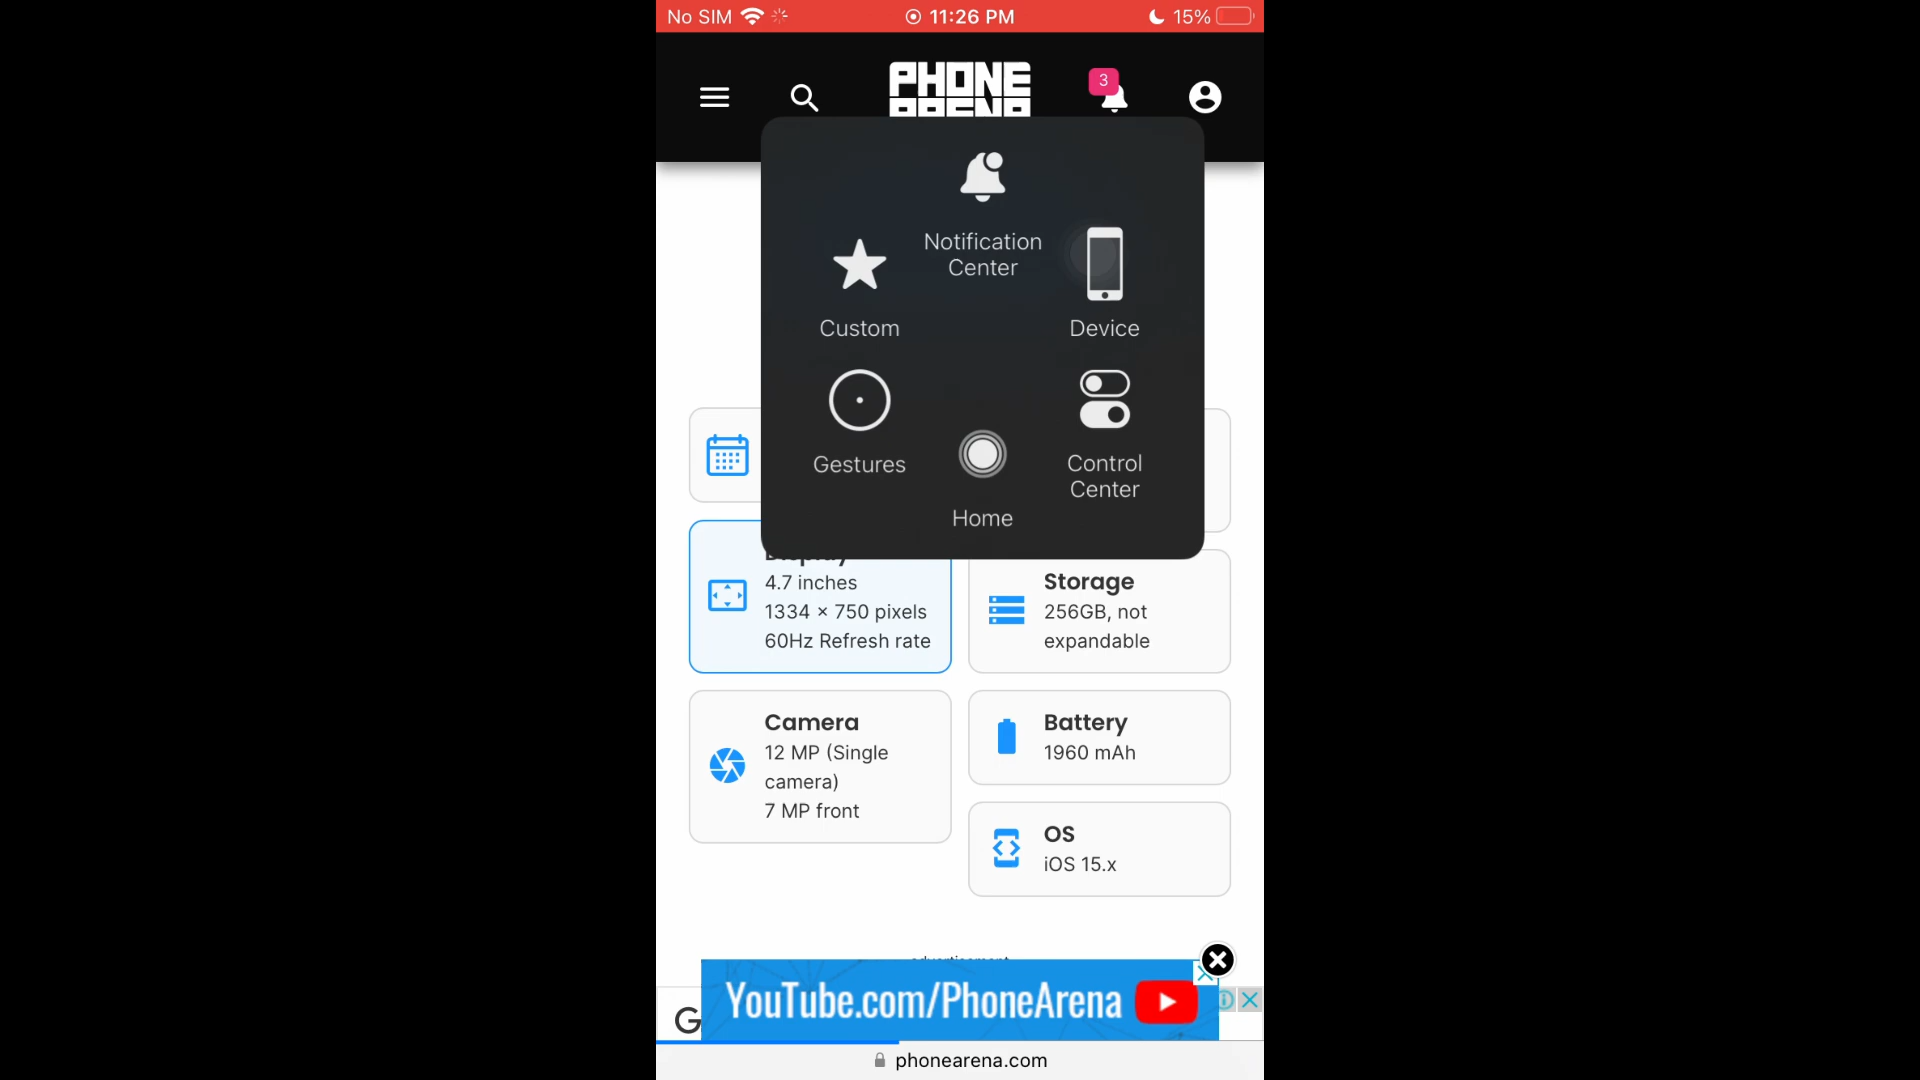 No SIM 11:26 PM 15%
PHONE
3
Notification
Center
Custom
Device
Gestures
Control
Center
Home
Display
4.7 inches
1334 × 750 pixels
60Hz Refresh rate
Storage
256GB, not
expandable
Camera
12 MP (Single
camera)
7 MP front
Battery
1960 mAh
OS
iOS 15.x
advertisement
YouTube.com/PhoneArena
G
phonearena.com